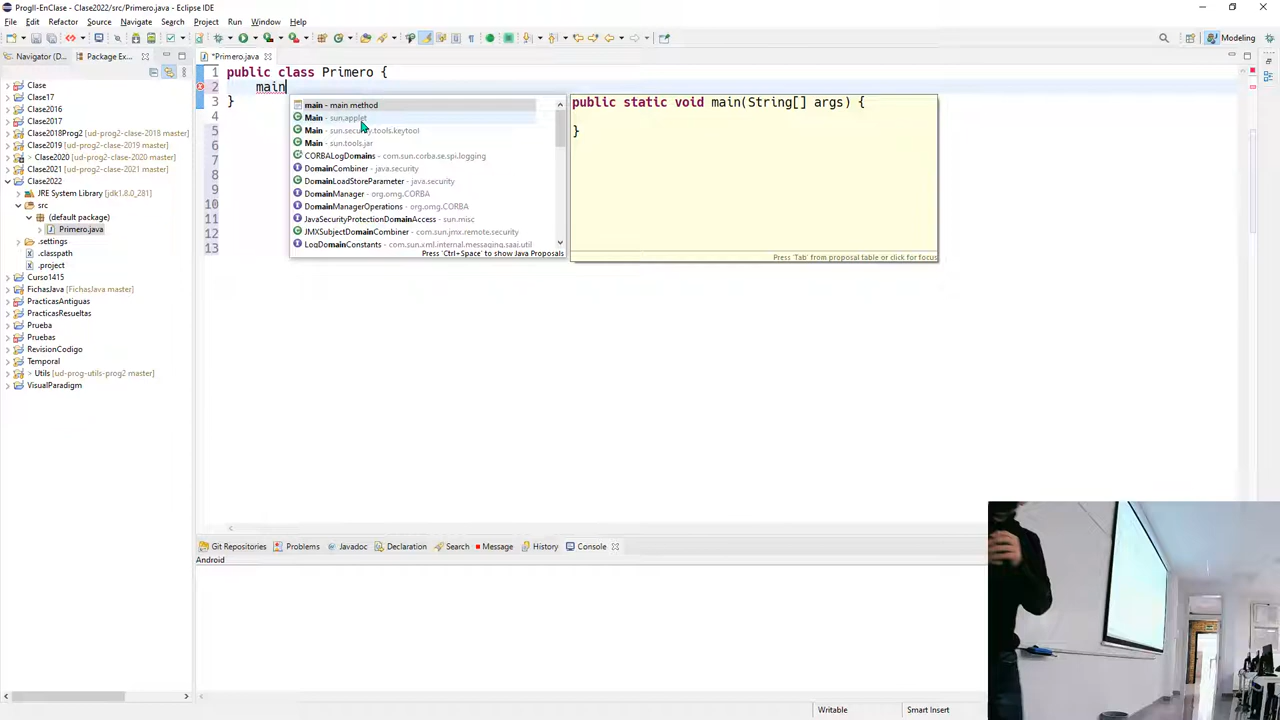 ProgII-EnClase - Clase2022/src/Primero.java - Eclipse IDE
File Edit Refactor Source Navigate Search Project Run Window Help
Modeling
Navigator (D... Package Ex...
*Primero.java
Clase
Clase17
Clase2016
Clase2017
Clase2018Prog2 [ud-prog2-clase-2018 master]
Clase2019 [ud-prog2-clase-2019 master]
> Clase2020 [ud-prog2-clase-2020 master]
Clase2021 [ud-prog2-clase-2021 master]
Clase2022
JRE System Library [jdk1.8.0_281]
src
(default package)
Primero.java
.settings
.classpath
.project
Curso1415
FichasJava [FichasJava master]
PracticasAntiguas
PracticasResueltas
Prueba
Pruebas
RevisionCodigo
Temporal
> Utils [ud-prog-utils-prog2 master]
VisualParadigm
1 public class Primero {
2 main
3 }
4
5
6
7
8
9
10
11
12
13
main - main method
Main - sun.applet
Main - sun.security.tools.keytool
Main - sun.tools.jar
CORBALogDomains - com.sun.corba.se.spi.logging
DomainCombiner - java.security
DomainLoadStoreParameter - java.security
DomainManager - org.omg.CORBA
DomainManagerOperations - org.omg.CORBA
JavaSecurityProtectionDomainAccess - sun.misc
JMXSubjectDomainCombiner - com.sun.jmx.remote.security
LogDomainConstants - com.sun.xml.internal.messaging.saaj.util
Press 'Ctrl+Space' to show Java Proposals
public static void main(String[] args) {
}
Press 'Tab' from proposal table or click for focus
Git Repositories Problems Javadoc Declaration Search Message History Console
Android
Writable Smart Insert